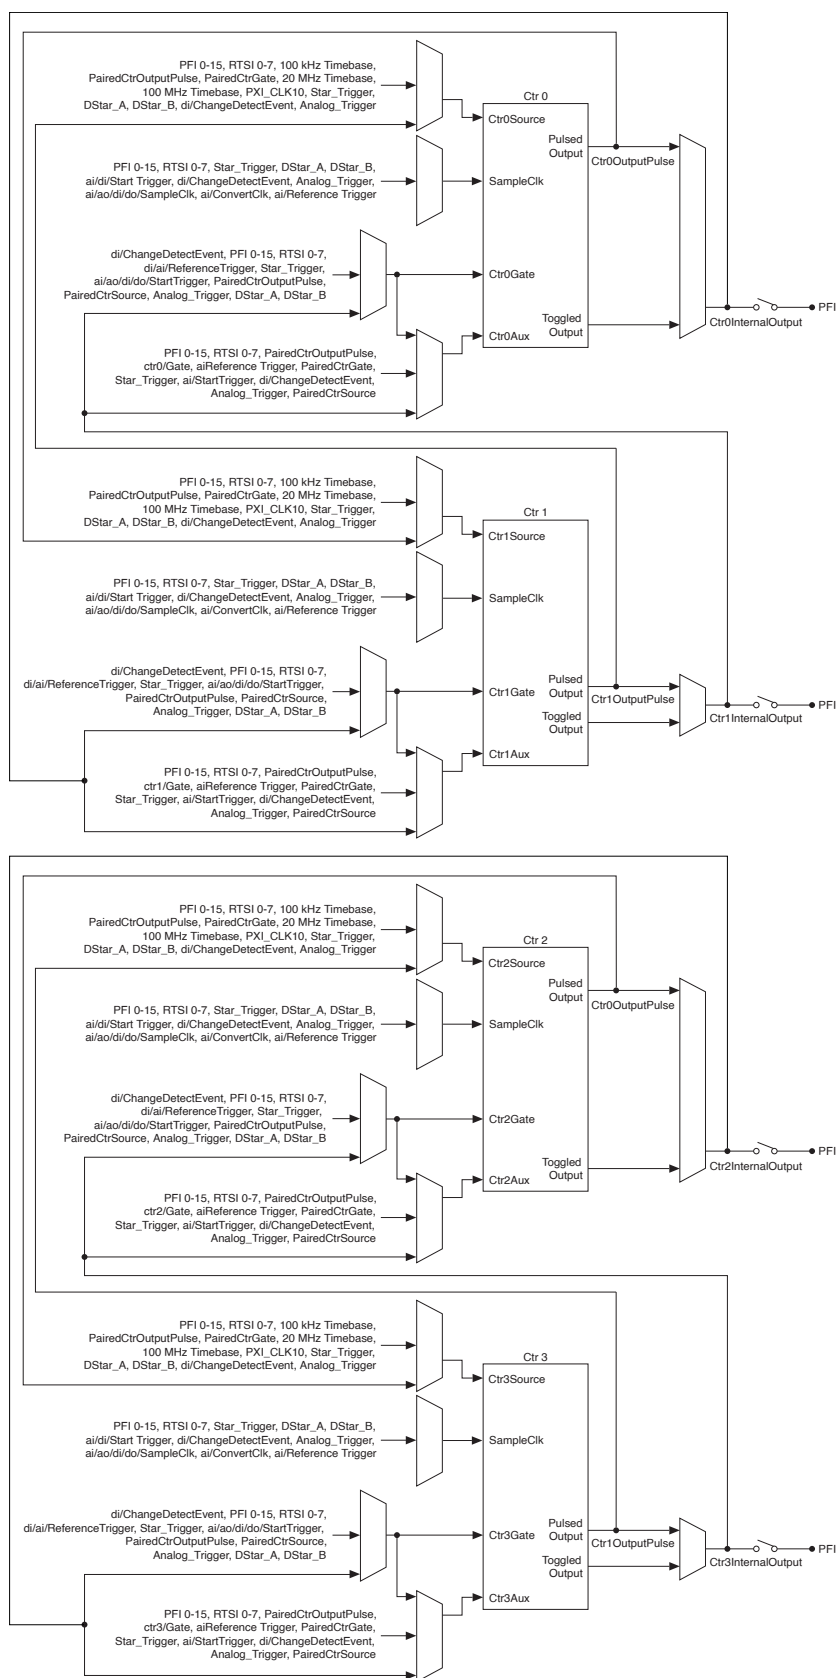 PFI 0-15, RTSI 0-7, 100 kHz Timebase,
PairedCtrOutputPulse, PairedCtrGate, 20 MHz Timebase,
100 MHz Timebase, PXI_CLK10, Star_Trigger,
DStar_A, DStar_B, di/ChangeDetectEvent, Analog_Trigger
Ctr 0
Ctr0Source
Pulsed
Output
Ctr0OutputPulse
PFI 0-15, RTSI 0-7, Star_Trigger, DStar_A, DStar_B,
ai/di/Start Trigger, di/ChangeDetectEvent, Analog_Trigger,
ai/ao/di/do/SampleClk, ai/ConvertClk, ai/Reference Trigger
SampleClk
di/ChangeDetectEvent, PFI 0-15, RTSI 0-7,
di/ai/ReferenceTrigger, Star_Trigger,
ai/ao/di/do/StartTrigger, PairedCtrOutputPulse,
PairedCtrSource, Analog_Trigger, DStar_A, DStar_B
Ctr0Gate
Toggled
Output
Ctr0InternalOutput
PFI
Ctr0Aux
PFI 0-15, RTSI 0-7, PairedCtrOutputPulse,
ctr0/Gate, aiReference Trigger, PairedCtrGate,
Star_Trigger, ai/StartTrigger, di/ChangeDetectEvent,
Analog_Trigger, PairedCtrSource
PFI 0-15, RTSI 0-7, 100 kHz Timebase,
PairedCtrOutputPulse, PairedCtrGate, 20 MHz Timebase,
100 MHz Timebase, PXI_CLK10, Star_Trigger,
DStar_A, DStar_B, di/ChangeDetectEvent, Analog_Trigger
Ctr 1
Ctr1Source
PFI 0-15, RTSI 0-7, Star_Trigger, DStar_A, DStar_B,
ai/di/Start Trigger, di/ChangeDetectEvent, Analog_Trigger,
ai/ao/di/do/SampleClk, ai/ConvertClk, ai/Reference Trigger
SampleClk
di/ChangeDetectEvent, PFI 0-15, RTSI 0-7,
di/ai/ReferenceTrigger, Star_Trigger, ai/ao/di/do/StartTrigger,
PairedCtrOutputPulse, PairedCtrSource,
Analog_Trigger, DStar_A, DStar_B
Ctr1Gate
Pulsed
Output
Ctr1OutputPulse
Toggled
Output
Ctr1InternalOutput
PFI
Ctr1Aux
PFI 0-15, RTSI 0-7, PairedCtrOutputPulse,
ctr1/Gate, aiReference Trigger, PairedCtrGate,
Star_Trigger, ai/StartTrigger, di/ChangeDetectEvent,
Analog_Trigger, PairedCtrSource
PFI 0-15, RTSI 0-7, 100 kHz Timebase,
PairedCtrOutputPulse, PairedCtrGate, 20 MHz Timebase,
100 MHz Timebase, PXI_CLK10, Star_Trigger,
DStar_A, DStar_B, di/ChangeDetectEvent, Analog_Trigger
Ctr 2
Ctr2Source
Pulsed
Output
Ctr0OutputPulse
PFI 0-15, RTSI 0-7, Star_Trigger, DStar_A, DStar_B,
ai/di/Start Trigger, di/ChangeDetectEvent, Analog_Trigger,
ai/ao/di/do/SampleClk, ai/ConvertClk, ai/Reference Trigger
SampleClk
di/ChangeDetectEvent, PFI 0-15, RTSI 0-7,
di/ai/ReferenceTrigger, Star_Trigger,
ai/ao/di/do/StartTrigger, PairedCtrOutputPulse,
PairedCtrSource, Analog_Trigger, DStar_A, DStar_B
Ctr2Gate
Toggled
Output
Ctr2InternalOutput
PFI
Ctr2Aux
PFI 0-15, RTSI 0-7, PairedCtrOutputPulse,
ctr2/Gate, aiReference Trigger, PairedCtrGate,
Star_Trigger, ai/StartTrigger, di/ChangeDetectEvent,
Analog_Trigger, PairedCtrSource
PFI 0-15, RTSI 0-7, 100 kHz Timebase,
PairedCtrOutputPulse, PairedCtrGate, 20 MHz Timebase,
100 MHz Timebase, PXI_CLK10, Star_Trigger,
DStar_A, DStar_B, di/ChangeDetectEvent, Analog_Trigger
Ctr 3
Ctr3Source
PFI 0-15, RTSI 0-7, Star_Trigger, DStar_A, DStar_B,
ai/di/Start Trigger, di/ChangeDetectEvent, Analog_Trigger,
ai/ao/di/do/SampleClk, ai/ConvertClk, ai/Reference Trigger
SampleClk
di/ChangeDetectEvent, PFI 0-15, RTSI 0-7,
di/ai/ReferenceTrigger, Star_Trigger, ai/ao/di/do/StartTrigger,
PairedCtrOutputPulse, PairedCtrSource,
Analog_Trigger, DStar_A, DStar_B
Ctr3Gate
Pulsed
Output
Ctr1OutputPulse
Toggled
Output
Ctr3InternalOutput
PFI
Ctr3Aux
PFI 0-15, RTSI 0-7, PairedCtrOutputPulse,
ctr3/Gate, aiReference Trigger, PairedCtrGate,
Star_Trigger, ai/StartTrigger, di/ChangeDetectEvent,
Analog_Trigger, PairedCtrSource